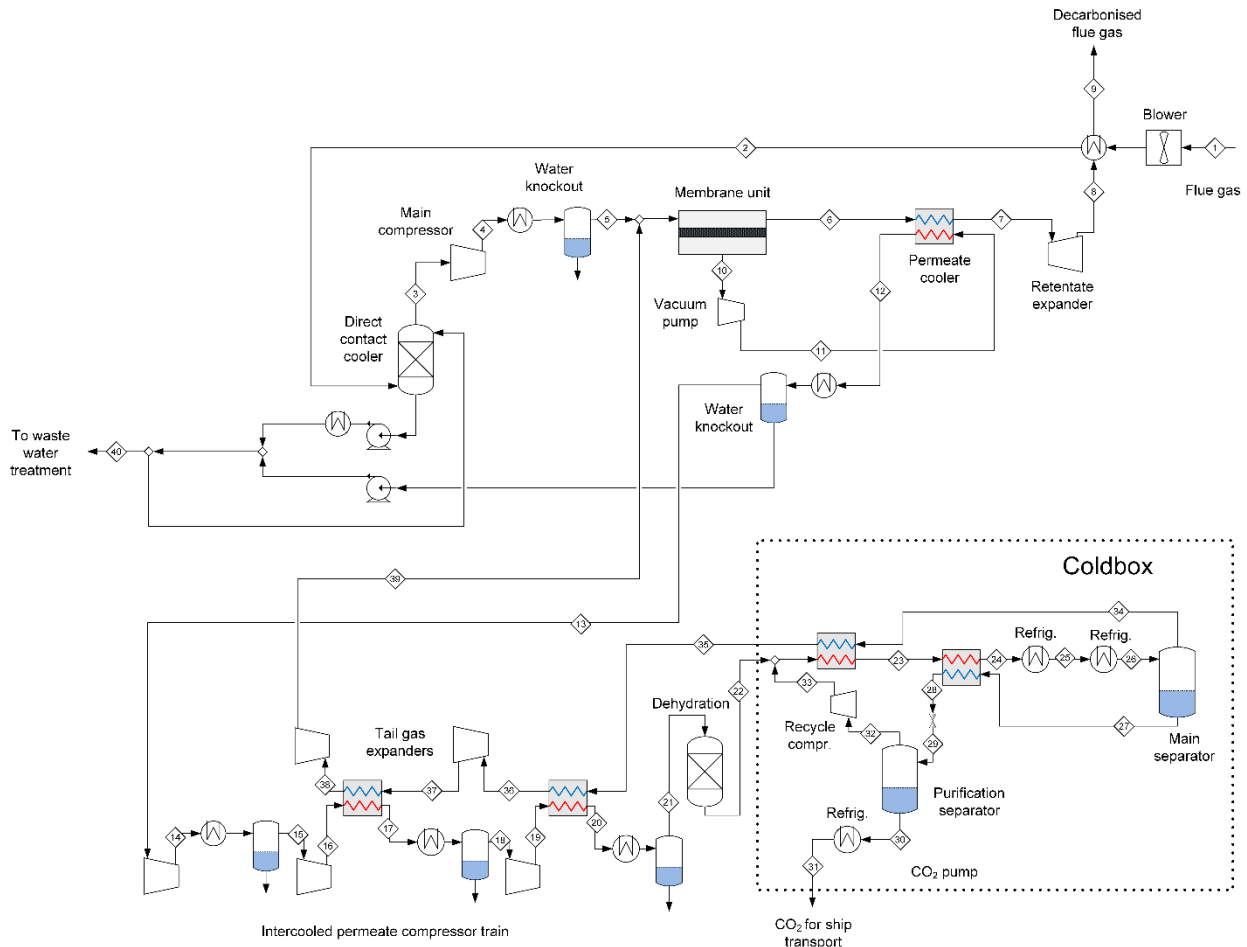 Decarbonised
flue gas
9
Blower
2
1
Water
knockout
Membrane unit
8
Flue gas
Main
compressor
4
5
6
7
10
Permeate
cooler
Retentate
expander
3
12
Vacuum
pump
Direct
contact
cooler
11
Water
knockout
To waste
water
treatment
40
Coldbox
39
13
34
35
Refrig.
Refrig.
23
24
25
26
22
33
28
Dehydration
Recycle
compr.
32
29
27
Main
separator
Tail gas
expanders
38
37
36
21
Purification
separator
Refrig.
14
15
16
17
18
19
20
30
31
CO2 pump
Intercooled permeate compressor train
CO2 for ship
transport